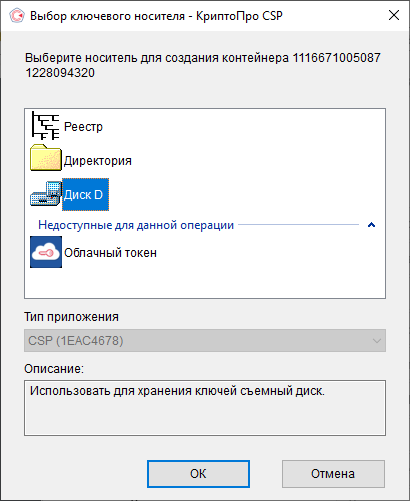 Выбор ключевого носителя - КриптоПро CSP
Выберите носитель для создания контейнера 1116671005087
1228094320
Реестр
Директория
Диск D
Недоступные для данной операции
Облачный токен
Тип приложения
CSP (1EAC4678)
Описание:
Использовать для хранения ключей съемный диск.
ОК
Отмена